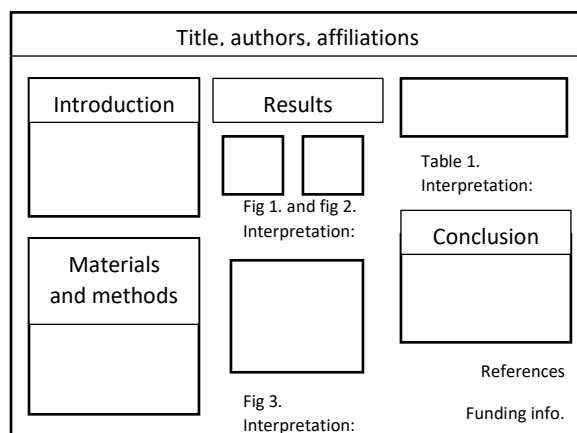 Title, authors, affiliations
Introduction
Materials
and methods
Results
Fig 1. and fig 2.
Interpretation:
Fig 3.
Interpretation:
Table 1.
Interpretation:
Conclusion
References
Funding info.